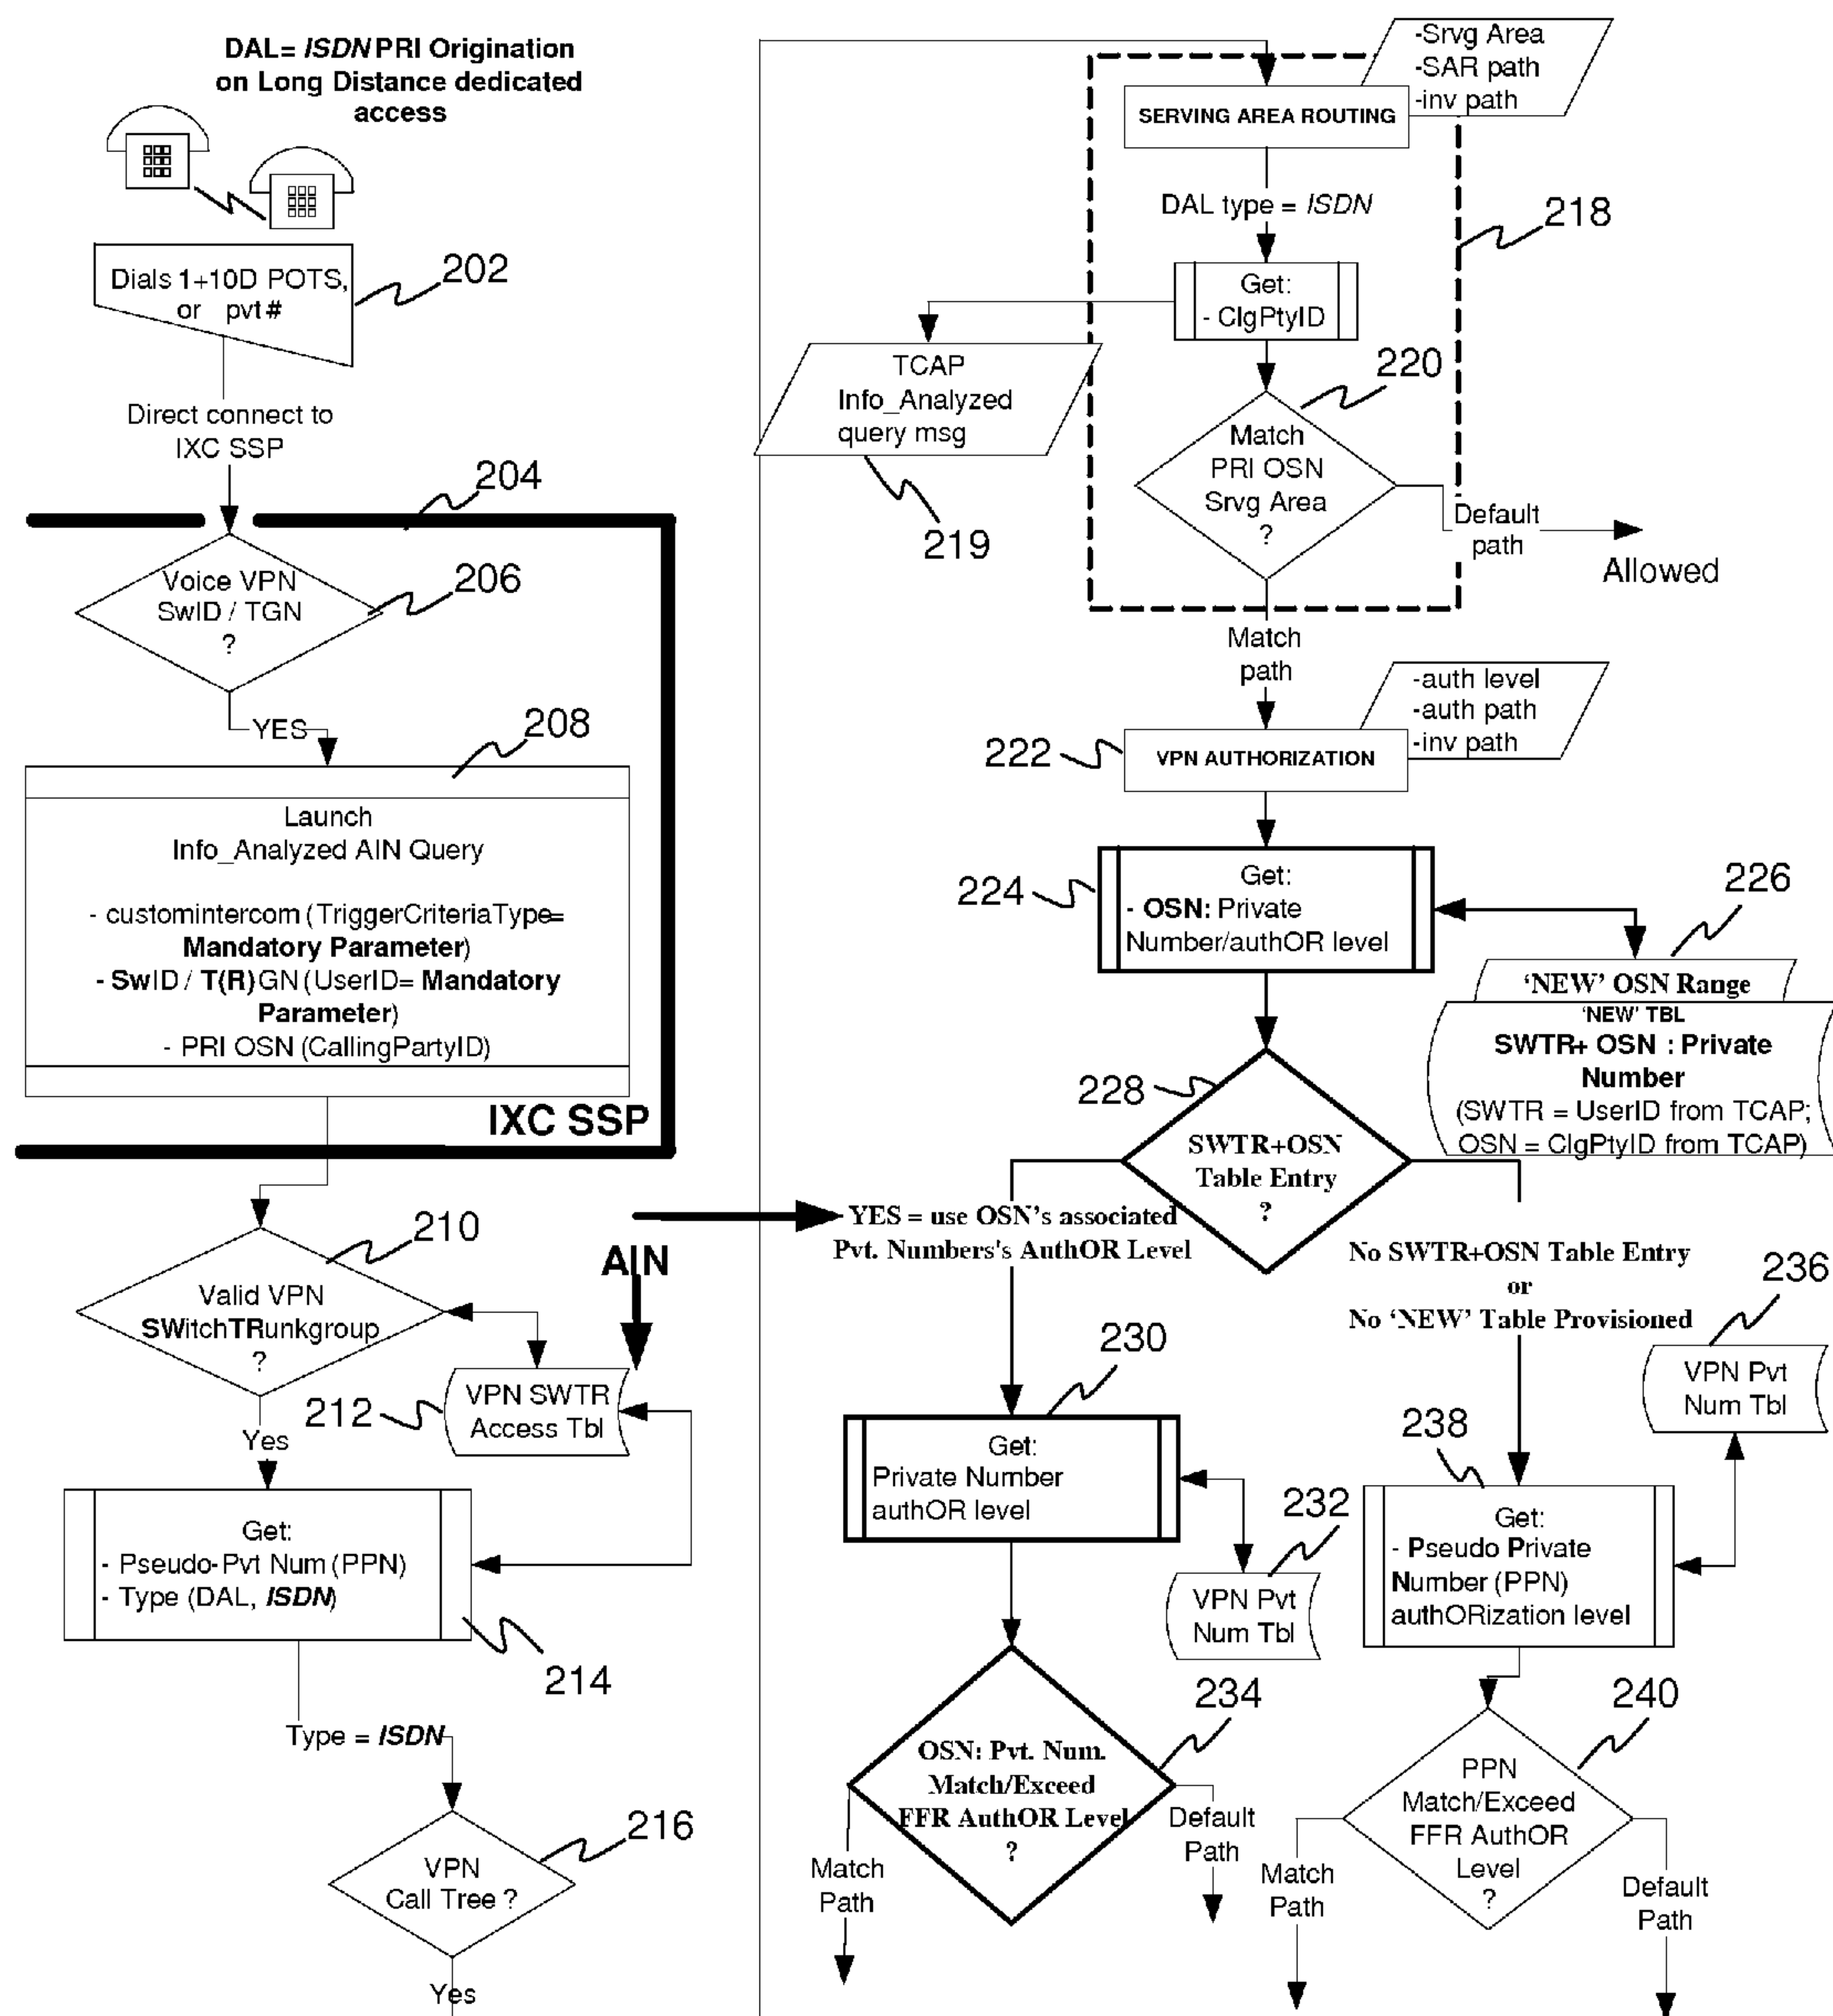 DAL= ISDN PRI Origination
on Long Distance dedicated
access
Dials 1+10D POTS,
or pvt #
202
Direct connect to
IXC SSP
204
Voice VPN
SwID / TGN
?
206
YES
208
Launch
Info_Analyzed AIN Query
- customintercom (TriggerCriteriaType=
Mandatory Parameter)
- SwID / T(R)GN (UserID= Mandatory
Parameter)
- PRI OSN (CallingPartyID)
IXC SSP
210
Valid VPN
SWitchTRunkgroup
?
AIN
212
VPN SWTR
Access Tbl
Yes
Get:
- Pseudo-Pvt Num (PPN)
- Type (DAL, ISDN)
214
Type = ISDN
216
VPN
Call Tree ?
Yes
-Srvg Area
-SAR path
-inv path
SERVING AREA ROUTING
218
DAL type = ISDN
Get:
- ClgPtyID
TCAP
Info_Analyzed
query msg
219
220
Match
PRI OSN
Srvg Area
?
Default
path
Allowed
Match
path
-auth level
-auth path
-inv path
222
VPN AUTHORIZATION
224
Get:
- OSN: Private
Number/authOR level
226
‘NEW’ OSN Range
‘NEW’ TBL
SWTR+ OSN : Private
Number
(SWTR = UserID from TCAP;
OSN = ClgPtyID from TCAP)
228
SWTR+OSN
Table Entry
?
YES = use OSN's associated
Pvt. Numbers's AuthOR Level
No SWTR+OSN Table Entry
or
No ‘NEW’ Table Provisioned
230
Get:
Private Number
authOR level
232
VPN Pvt
Num Tbl
234
OSN: Pvt. Num.
Match/Exceed
FFR AuthOR Level
?
Match
Path
Default
Path
236
VPN Pvt
Num Tbl
238
Get:
- Pseudo Private
Number (PPN)
authORization level
240
PPN
Match/Exceed
FFR AuthOR
Level
?
Match
Path
Default
Path